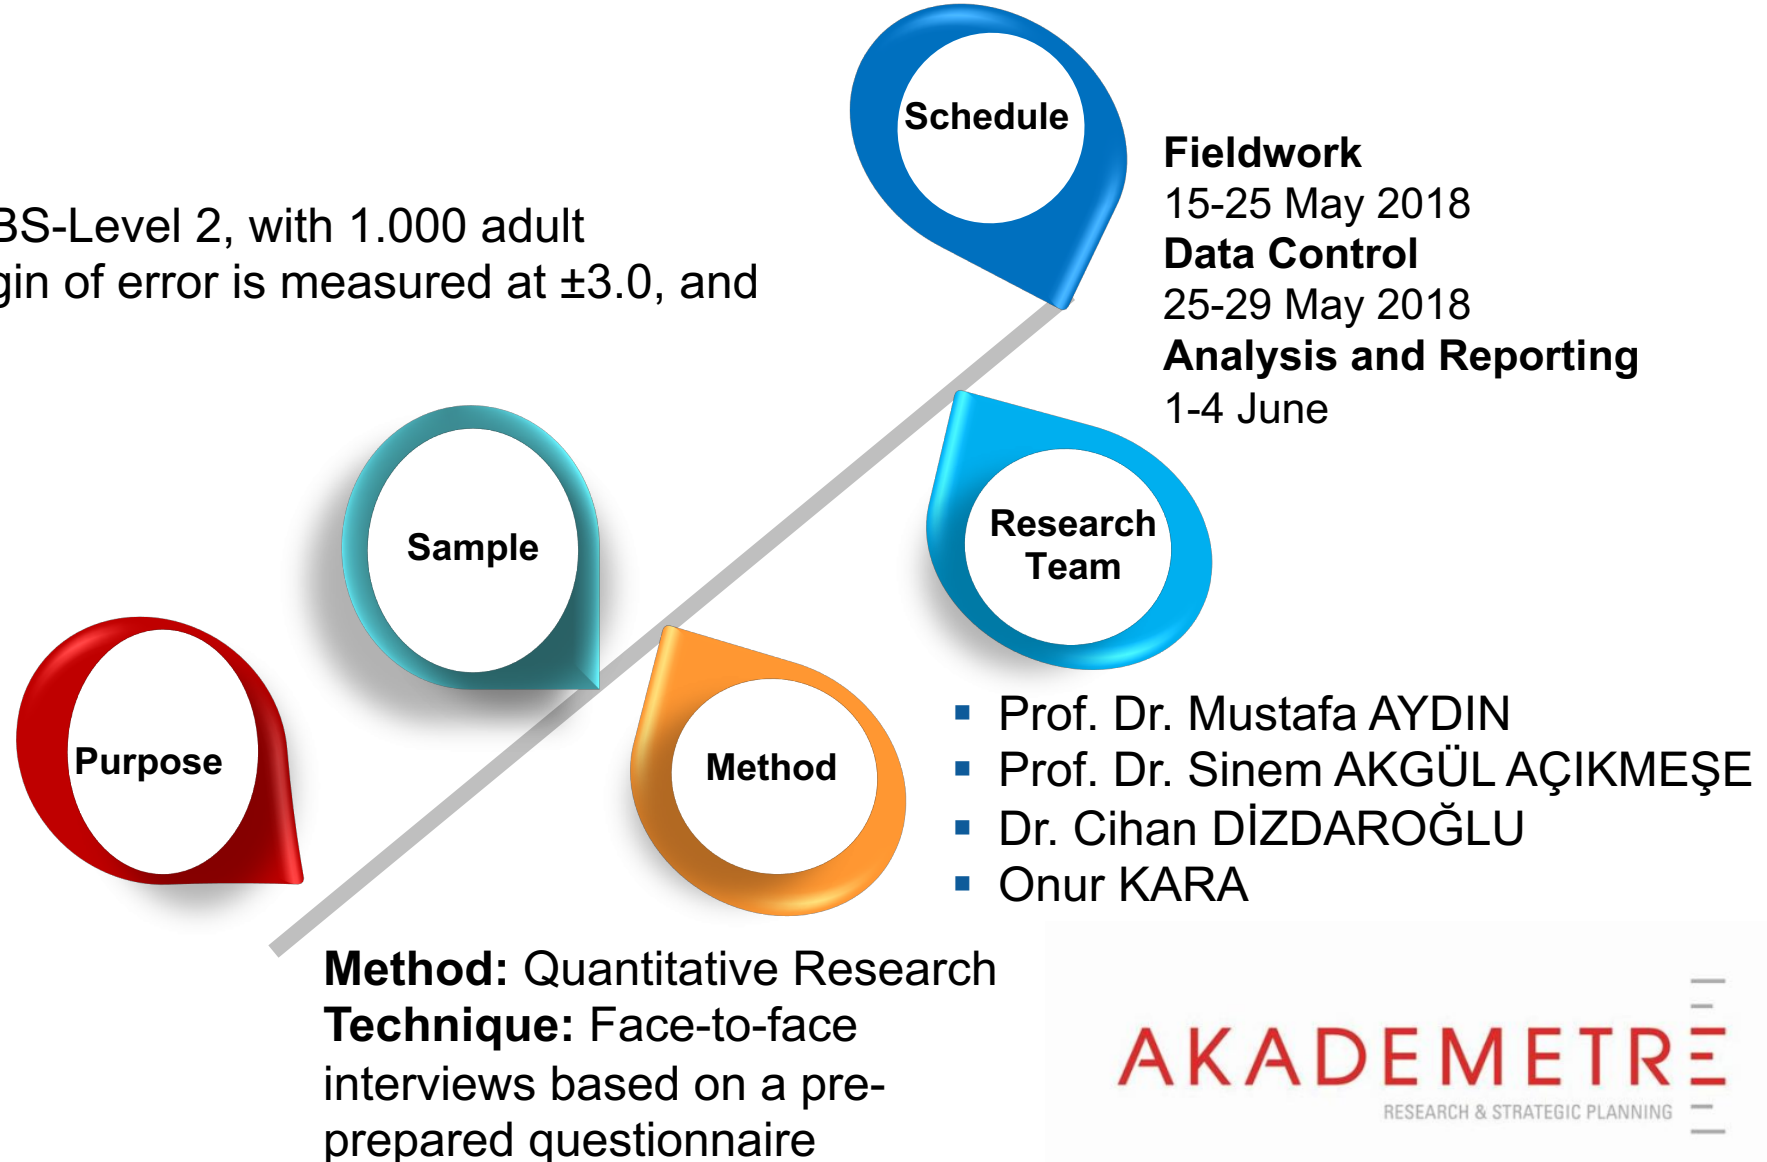 Schedule
Fieldwork
15-25 May 2018
Data Control
25-29 May 2018
Analysis and Reporting
1-4 June
BS-Level 2, with 1.000 adult
gin of error is measured at ±3.0, and
Sample
Research
Team
Purpose
Method
▪ Prof. Dr. Mustafa AYDIN
▪ Prof. Dr. Sinem AKGÜL AÇIKMEŞE
▪ Dr. Cihan DİZDAROĞLU
▪ Onur KARA
Method: Quantitative Research
Technique: Face-to-face
interviews based on a pre-
prepared questionnaire
AKADEMETRE
RESEARCH & STRATEGIC PLANNING